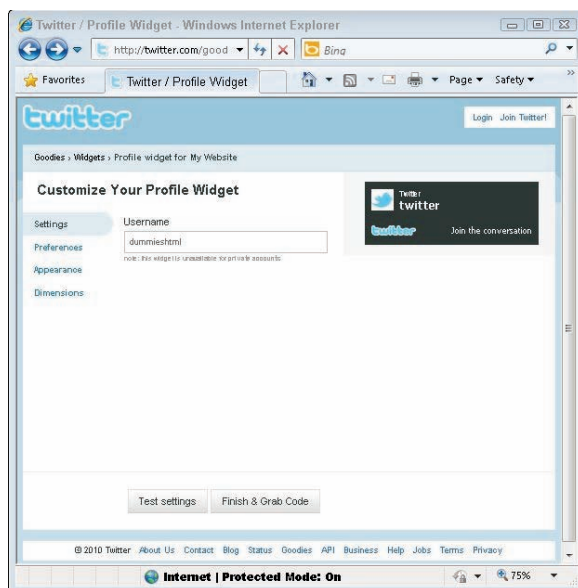 Twitter / Profile Widget - Windows Internet Explorer
http://twitter.com/good
Bing
Favorites
Twitter / Profile Widget
Page
Safety
twitter
Login Join Twitter!
Goodies › Widgets › Profile widget for My Website
Customize Your Profile Widget
Settings
Preferences
Appearance
Dimensions
Username
dummieshtml
note: this widget is unavailable for private accounts
Twitter
twitter
twitter
Join the conversation
Test settings
Finish & Grab Code
© 2010 Twitter About Us Contact Blog Status Goodies API Business Help Jobs Terms Privacy
Internet | Protected Mode: On
75%